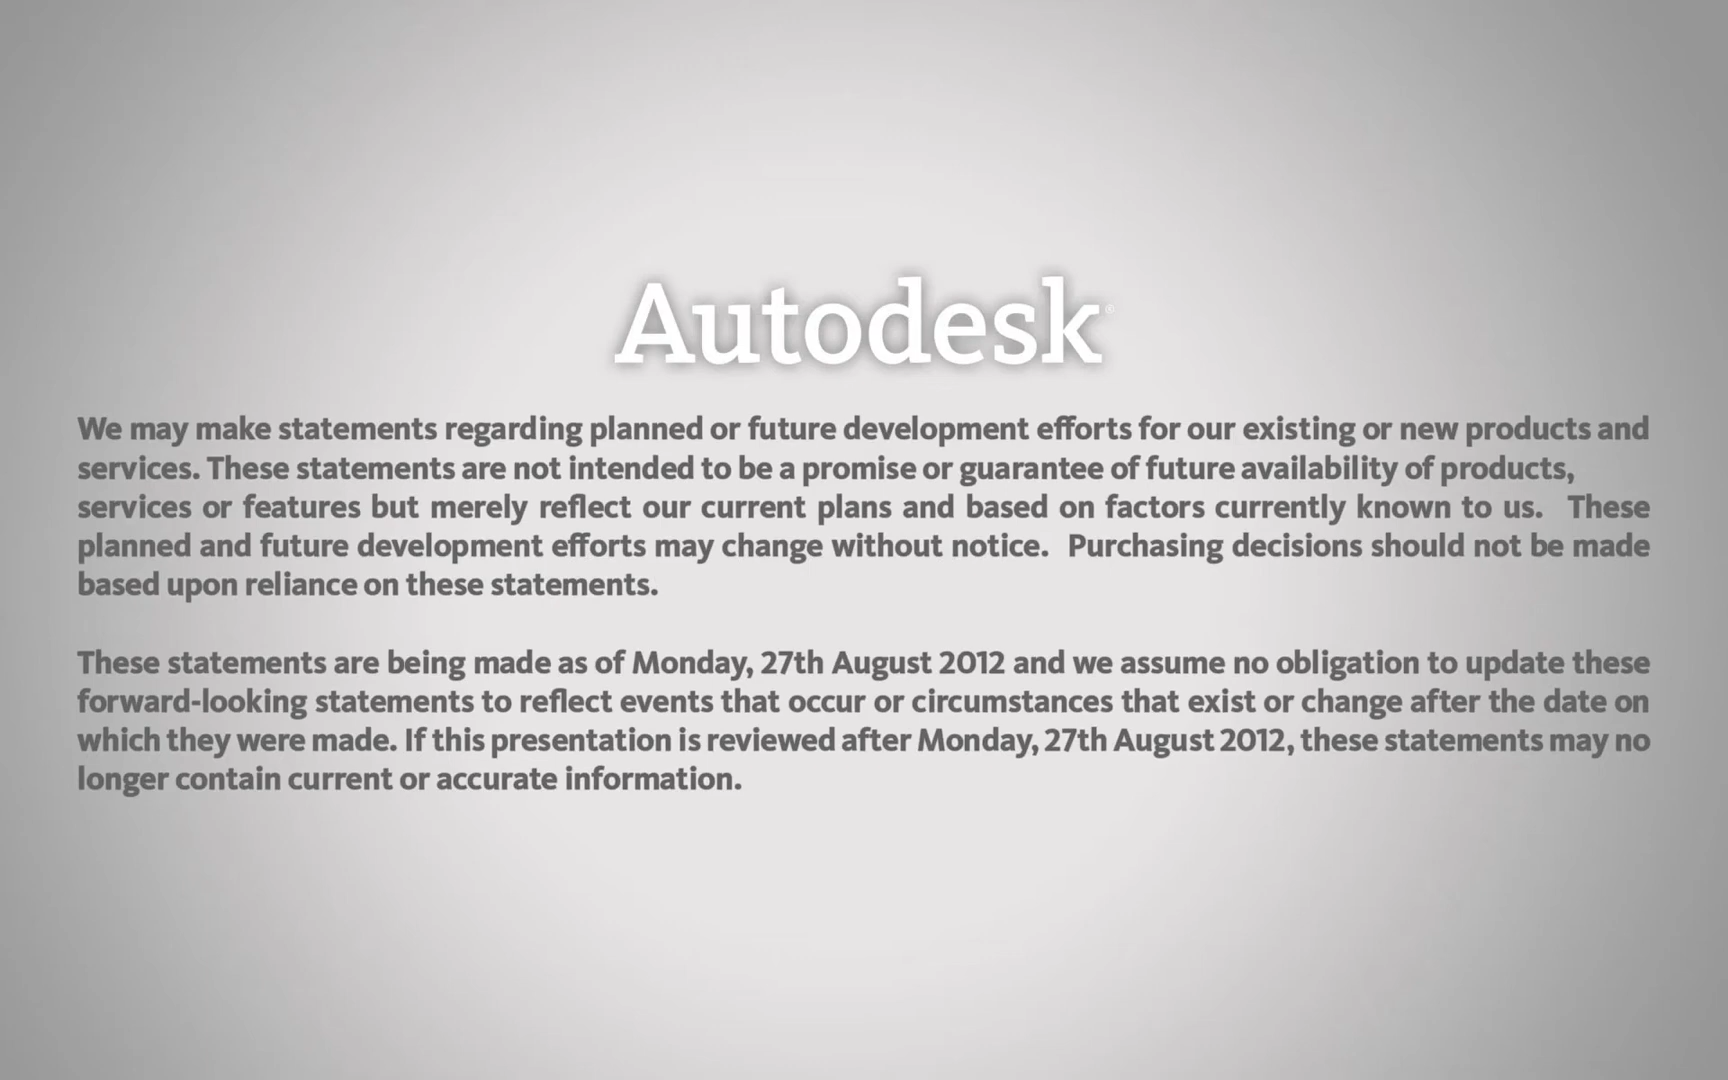 Autodesk®
We may make statements regarding planned or future development efforts for our existing or new products and
services. These statements are not intended to be a promise or guarantee of future availability of products,
services or features but merely reflect our current plans and based on factors currently known to us.  These
planned and future development efforts may change without notice.  Purchasing decisions should not be made
based upon reliance on these statements.
These statements are being made as of Monday, 27th August 2012 and we assume no obligation to update these
forward-looking statements to reflect events that occur or circumstances that exist or change after the date on
which they were made. If this presentation is reviewed after Monday, 27th August 2012, these statements may no
longer contain current or accurate information.